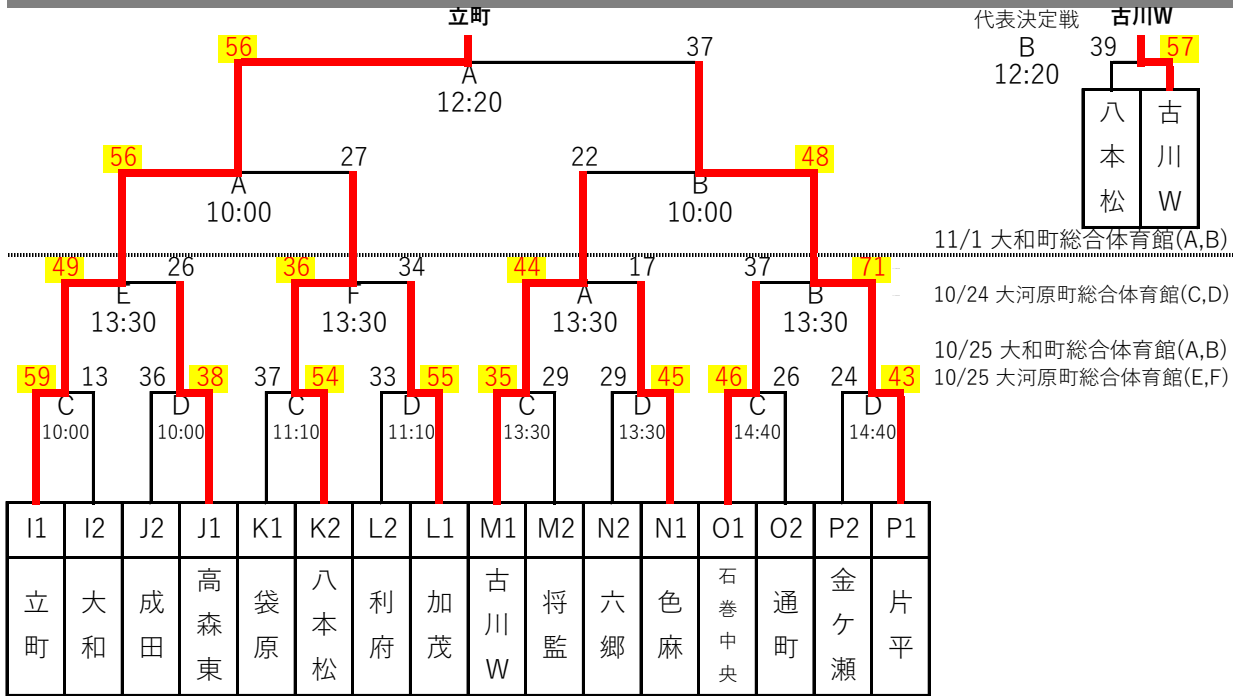 立町
代表決定戦 古川W
56 37 B 39 57
A 12:20
12:20
八本松 古川W
56 27 22 48
A B
10:00 10:00
11/1 大和町総合体育館(A,B)
49 26 36 34 44 17 37 71
E F A B 10/24 大河原町総合体育館(C,D)
13:30 13:30 13:30 13:30
10/25 大和町総合体育館(A,B)
59 13 36 38 37 54 33 55 35 29 29 45 46 26 24 43 10/25 大河原町総合体育館(E,F)
C D C D C D C D
10:00 10:00 11:10 11:10 13:30 13:30 14:40 14:40
I1 I2 J2 J1 K1 K2 L2 L1 M1 M2 N2 N1 O1 O2 P2 P1
立町 大和 成田 高森東 袋原 八本松 利府 加茂 古川W 将監 六郷 色麻 石巻中央 通町 金ケ瀬 片平